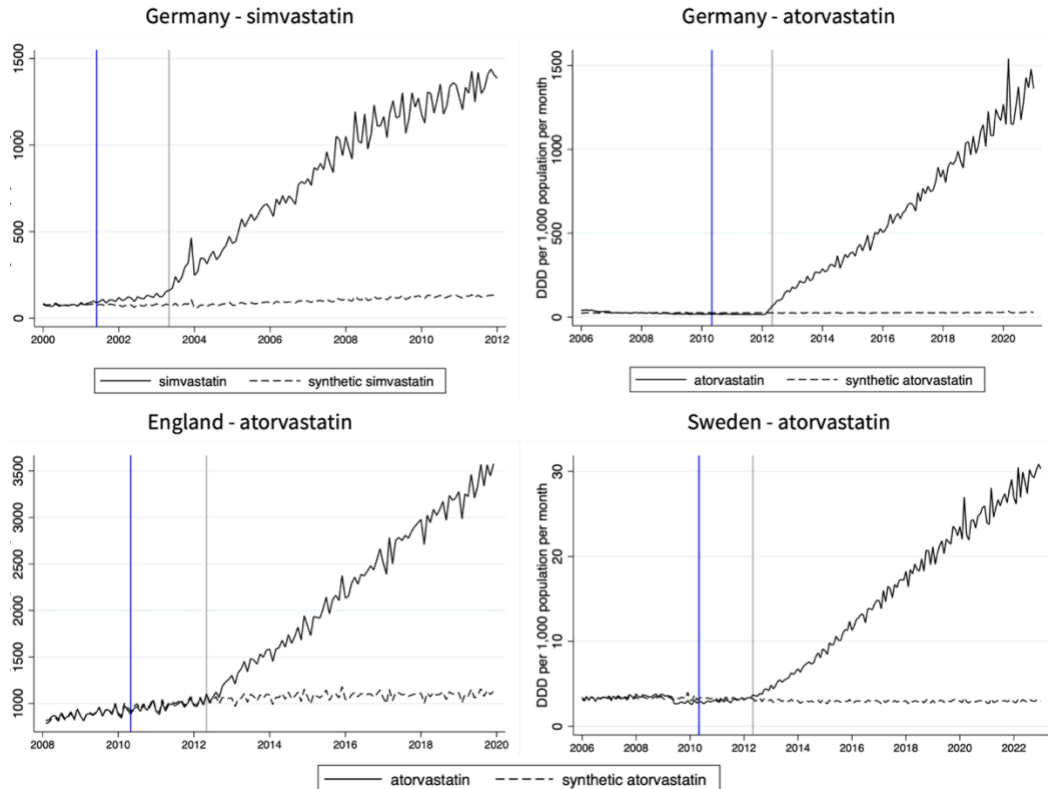 Germany - simvastatin
1500
1000
500
0
2000 2002 2004 2006 2008 2010 2012
simvastatin synthetic simvastatin
Germany - atorvastatin
DDD per 1,000 population per month
1500
1000
500
0
2006 2008 2010 2012 2014 2016 2018 2020
atorvastatin synthetic atorvastatin
England - atorvastatin
3500
3000
2500
2000
1500
1000
2008 2010 2012 2014 2016 2018 2020
Sweden - atorvastatin
DDD per 1,000 population per month
30
20
10
0
2006 2008 2010 2012 2014 2016 2018 2020 2022
atorvastatin synthetic atorvastatin